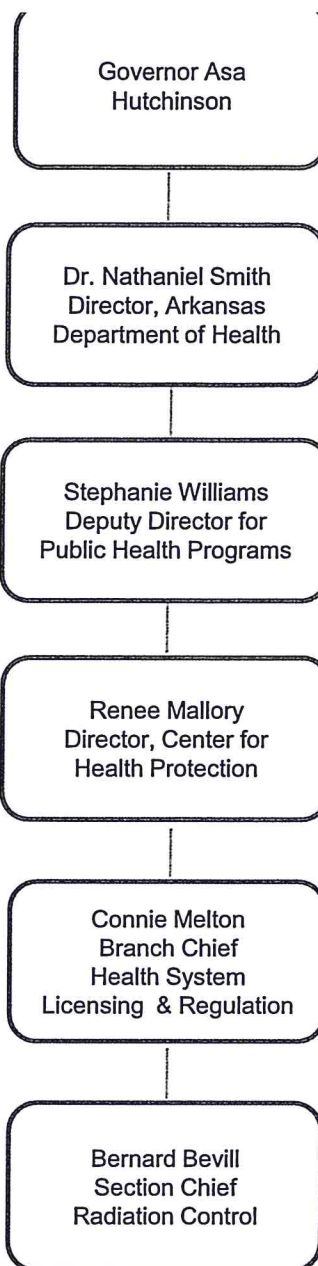 Governor Asa
Hutchinson
Dr. Nathaniel Smith
Director, Arkansas
Department of Health
Stephanie Williams
Deputy Director for
Public Health Programs
Renee Mallory
Director, Center for
Health Protection
Connie Melton
Branch Chief
Health System
Licensing & Regulation
Bernard Bevill
Section Chief
Radiation Control